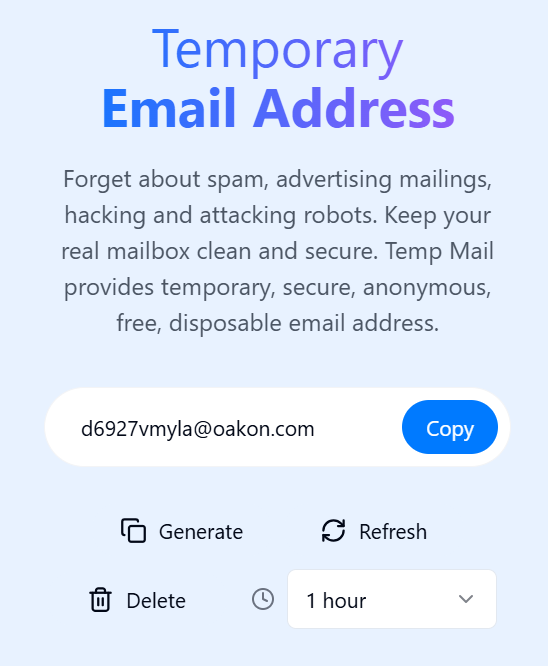 Temporary
Email Address
Forget about spam, advertising mailings,
hacking and attacking robots. Keep your
real mailbox clean and secure. Temp Mail
provides temporary, secure, anonymous,
free, disposable email address.
d6927vmyla@oakon.com
Copy
Generate
Refresh
Delete
1 hour